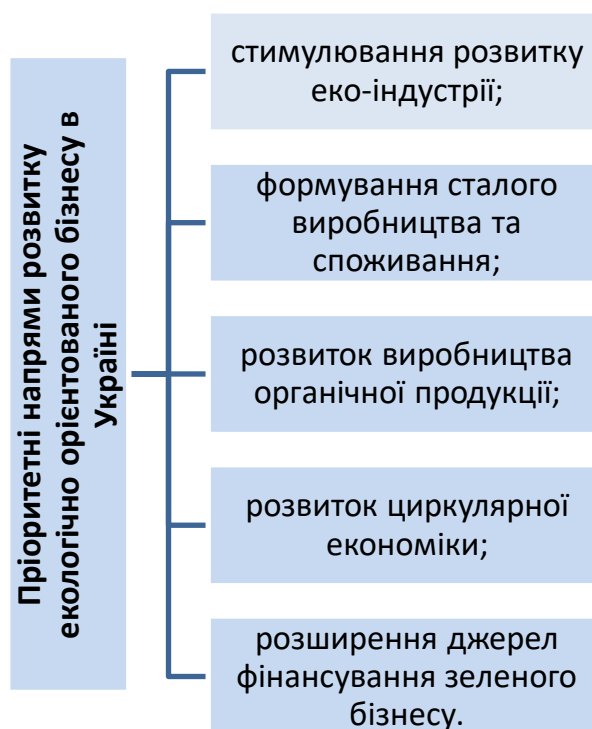 Пріоритетні напрями розвитку
екологічно орієнтованого бізнесу в
Україні
стимулювання розвитку
еко-індустрії;
формування сталого
виробництва та
споживання;
розвиток виробництва
органічної продукції;
розвиток циркулярної
економіки;
розширення джерел
фінансування зеленого
бізнесу.